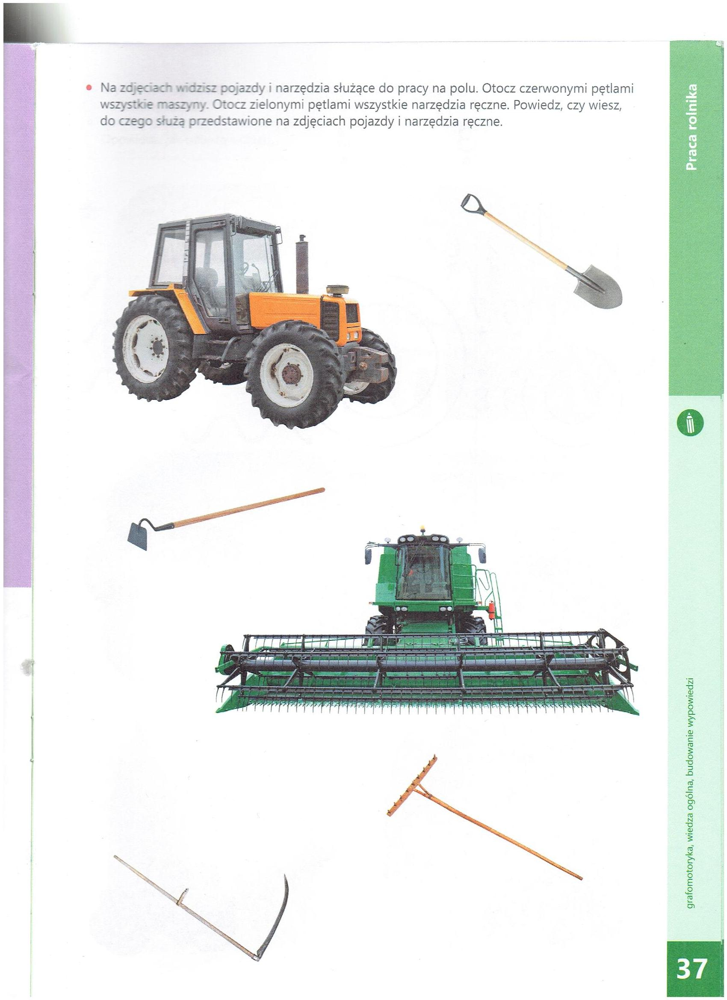 • Na zdjęciach widzisz pojazdy i narzędzia służące do pracy na polu. Otocz czerwonymi pętlami
wszystkie maszyny. Otocz zielonymi pętlami wszystkie narzędzia ręczne. Powiedz, czy wiesz,
do czego służą przedstawione na zdjęciach pojazdy i narzędzia ręczne.
Praca rolnika
grafomotoryka, wiedza ogólna, budowanie wypowiedzi
37